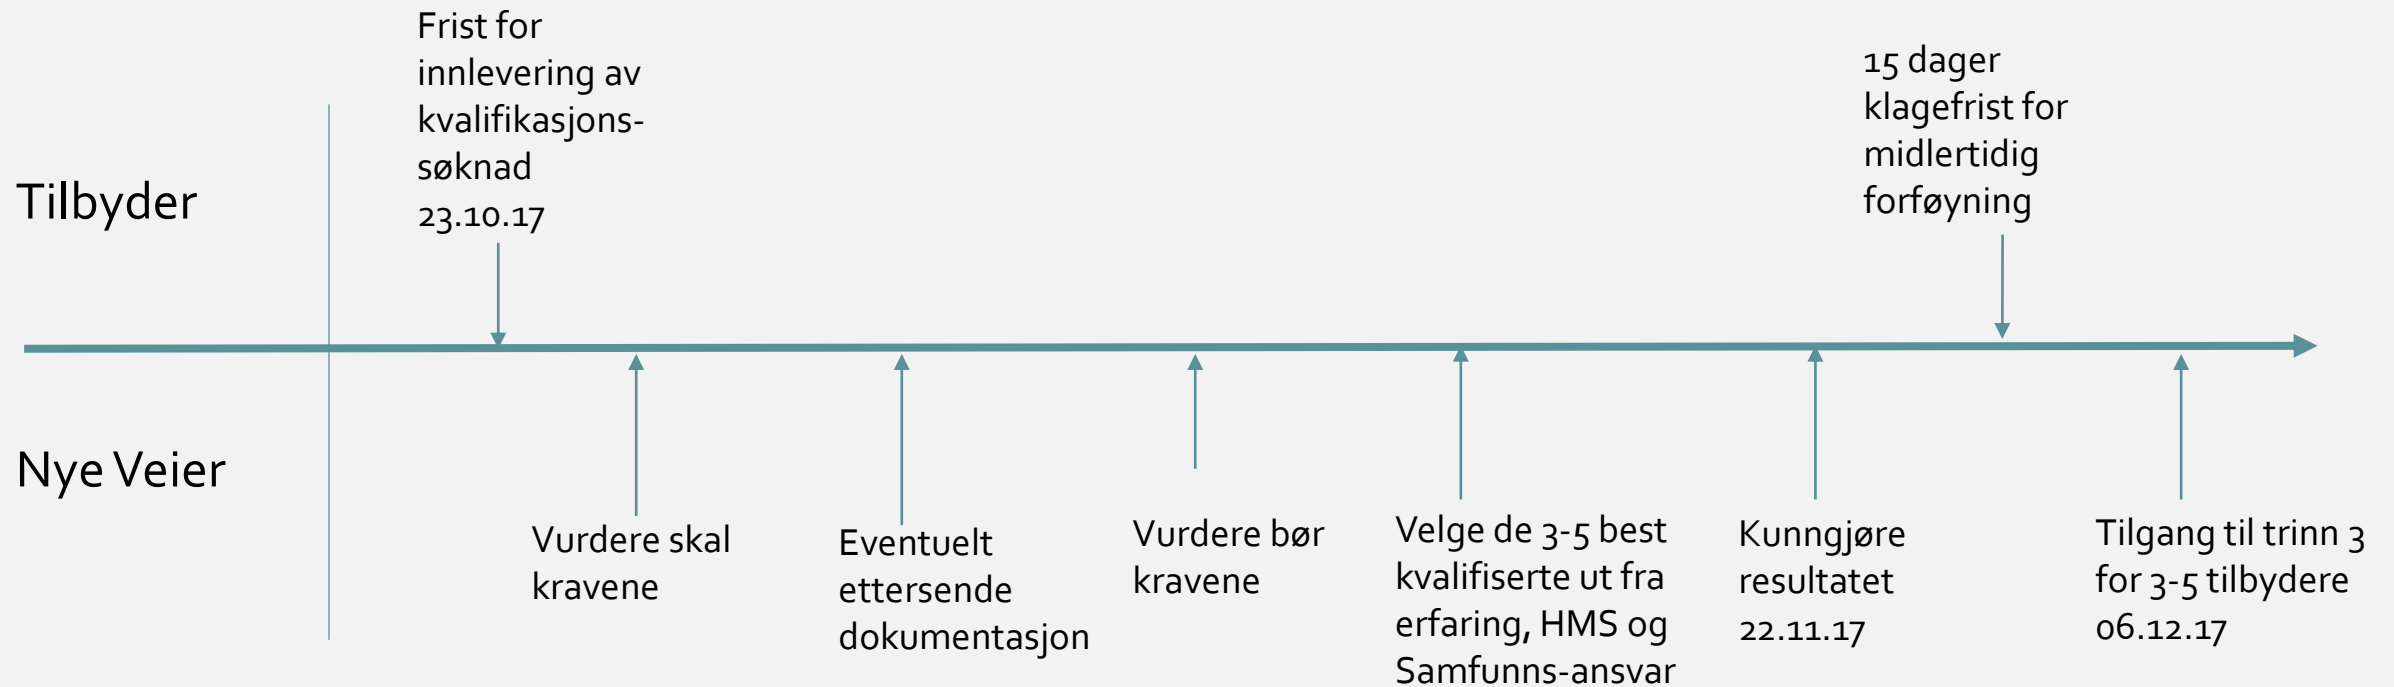 Tilbyder
Frist for
innlevering av
kvalifikasjons-
søknad
23.10.17
15 dager
klagefrist for
midlertidig
forføyning
Nye Veier
Vurdere skal
kravene
Eventuelt
ettersende
dokumentasjon
Vurdere bør
kravene
Velge de 3-5 best
kvalifiserte ut fra
erfaring, HMS og
Samfunns-ansvar
Kunngjøre
resultatet
22.11.17
Tilgang til trinn 3
for 3-5 tilbydere
06.12.17